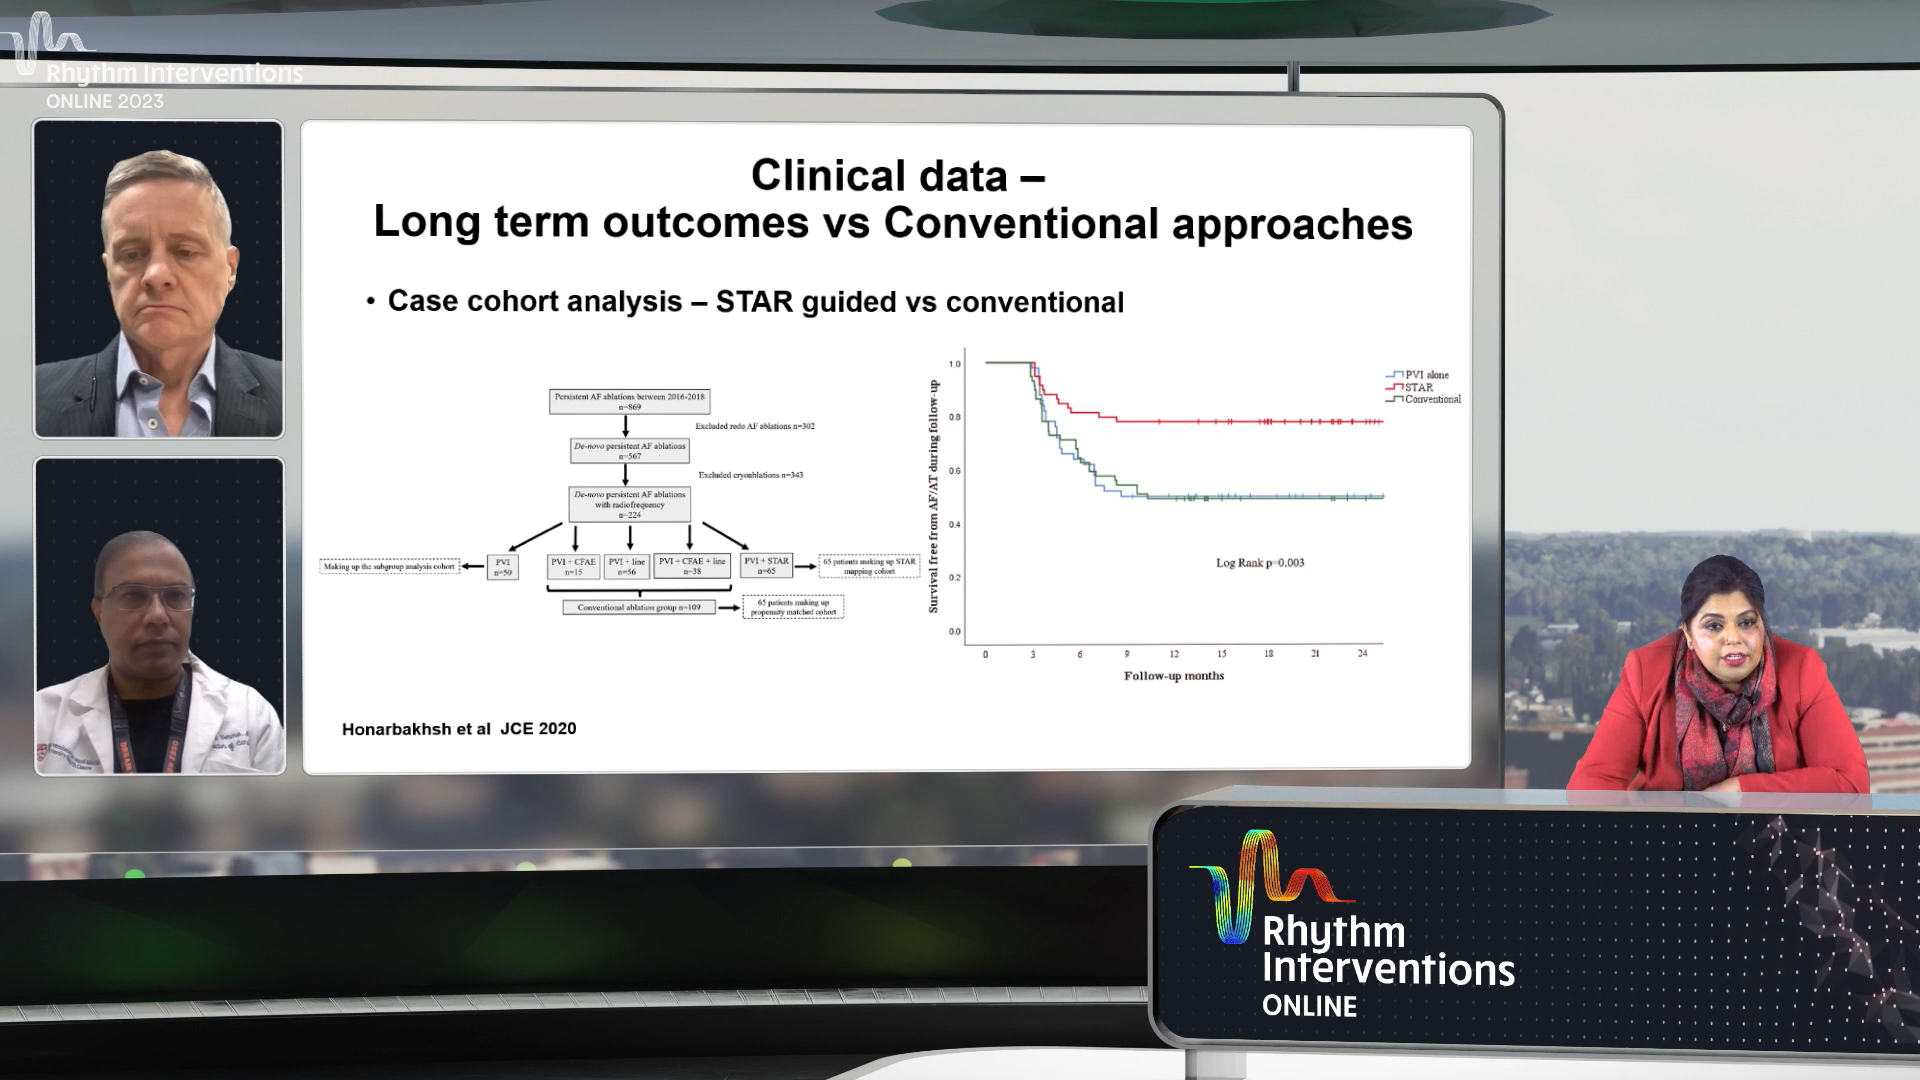 Rhythm Interventions
ONLINE 2023
Clinical data –
Long term outcomes vs Conventional approaches
• Case cohort analysis – STAR guided vs conventional
Persistent AF ablations between 2016-2018
n=869
Excluded redo AF ablations n=302
De-novo persistent AF ablations
n=567
Excluded cryoablations n=343
De-novo persistent AF ablations
with radiofrequency
n=224
Making up the subgroup analysis cohort
PVI
n=50
PVI + CFAE
n=15
PVI + line
n=56
PVI + CFAE + line
n=38
PVI + STAR
n=65
65 patients making up STAR
mapping cohort
Conventional ablation group n=109
65 patients making up
propensity matched cohort
Survival free from AF/AT during follow-up
1.0
0.8
0.6
0.4
0.2
0.0
PVI alone
STAR
Conventional
Log Rank p=0.003
0 3 6 9 12 15 18 21 24
Follow-up months
Honarbakhsh et al JCE 2020
Rhythm
Interventions
ONLINE